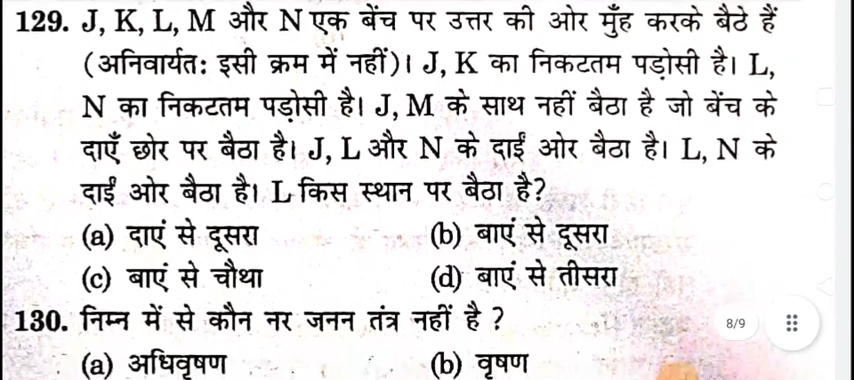 129. J, K, L, M और N एक बेंच पर उत्तर की ओर मुँह करके बैठे हैं
(अनिवार्यतः इसी क्रम में नहीं)। J, K का निकटतम पड़ोसी है। L,
N का निकटतम पड़ोसी है। J, M के साथ नहीं बैठा है जो बेंच के
दाएँ छोर पर बैठा है। J, L और N के दाईं ओर बैठा है। L, N के
दाईं ओर बैठा है। L किस स्थान पर बैठा है?
(a) दाएं से दूसरा (b) बाएं से दूसरा
(c) बाएं से चौथा (d) बाएं से तीसरा
130. निम्न में से कौन नर जनन तंत्र नहीं है ?
8/9
(a) अधिवृषण (b) वृषण